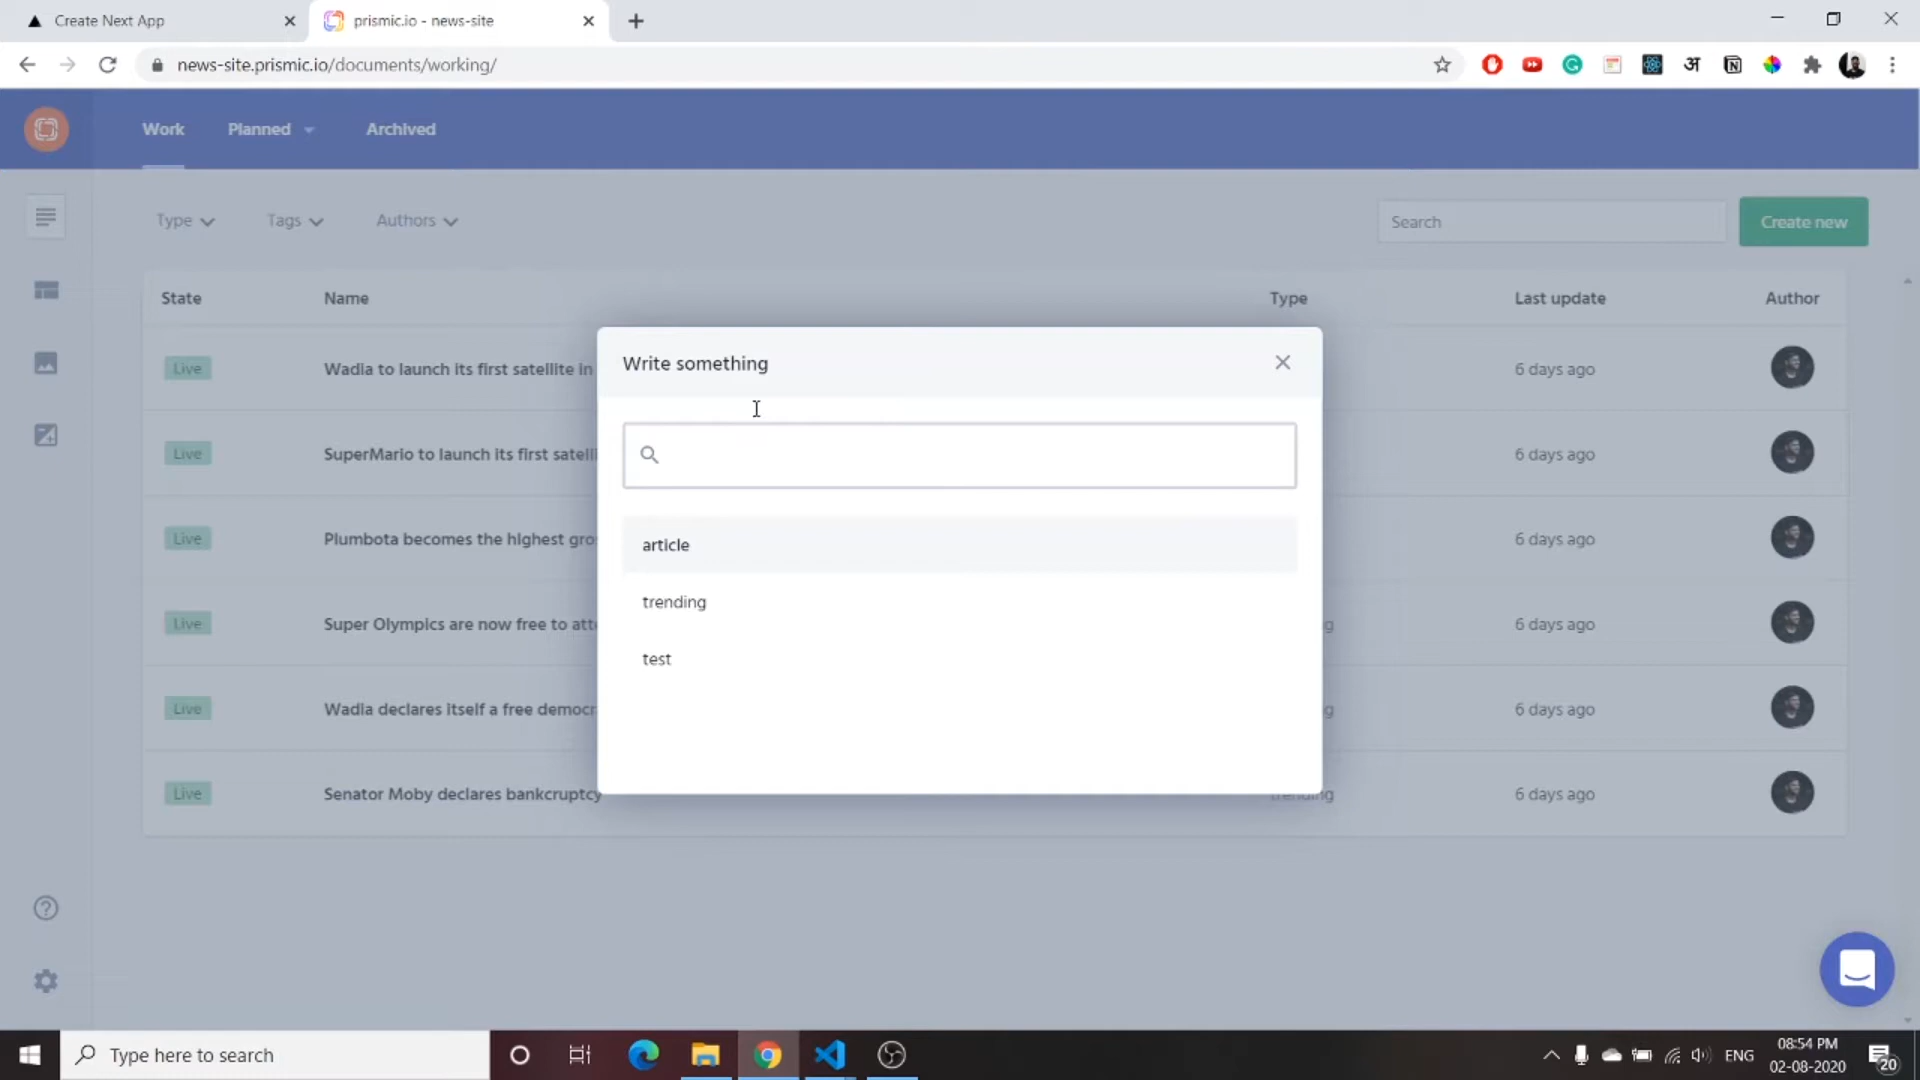 Create Next App
prismic.io - news-site
news-site.prismic.io/documents/working/
अ
Work
Planned
Archived
Type
Tags
Authors
Search
Create new
State
Name
Type
Last update
Author
Live
Wadia to launch its first satellite in
6 days ago
Live
SuperMario to launch its first satelli
6 days ago
Live
Plumbota becomes the highest gro
6 days ago
Live
Super Olympics are now free to att
6 days ago
Live
Wadia declares itself a free democr
6 days ago
Live
Senator Moby declares bankcruptcy
trending
6 days ago
Write something
article
trending
test
Type here to search
ENG
08:54 PM
02-08-2020
20